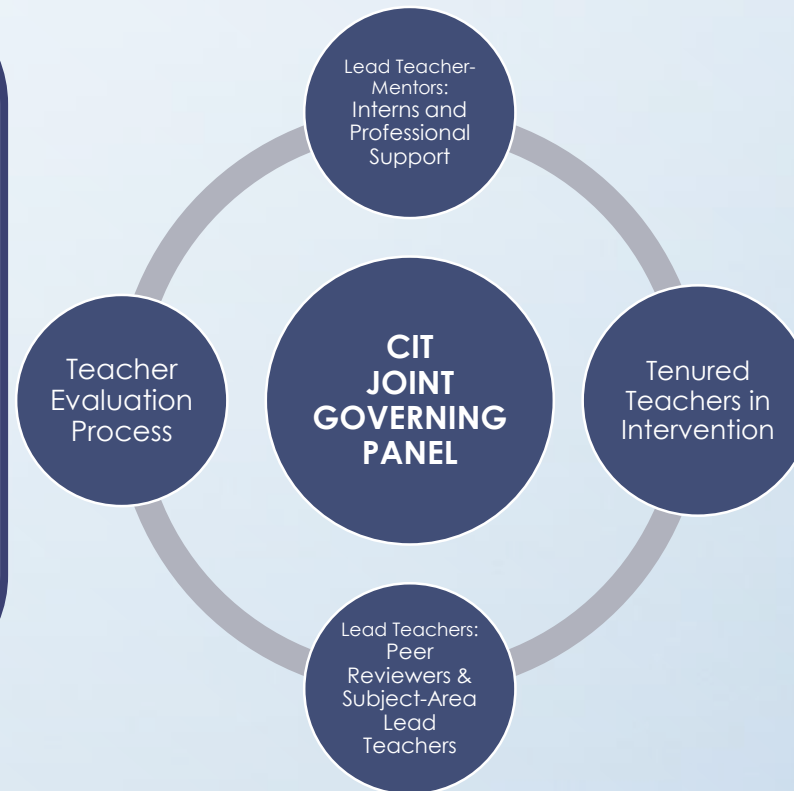 Lead Teacher-
Mentors:
Interns and
Professional
Support
Teacher
Evaluation
Process
CIT
JOINT
GOVERNING
PANEL
Tenured
Teachers in
Intervention
Lead Teachers:
Peer
Reviewers &
Subject-Area
Lead
Teachers